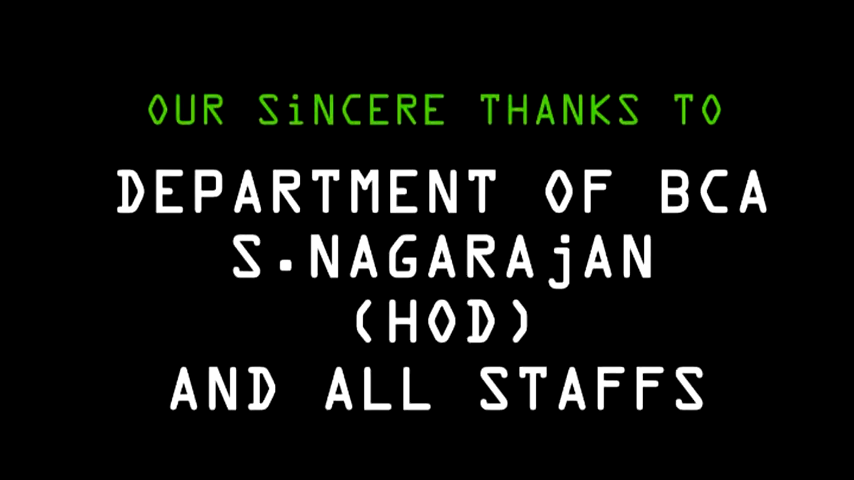 OUR SiNCERE THANKS TO
DEPARTMENT OF BCA
S.NAGARAjAN
(HOD)
AND ALL STAFFS